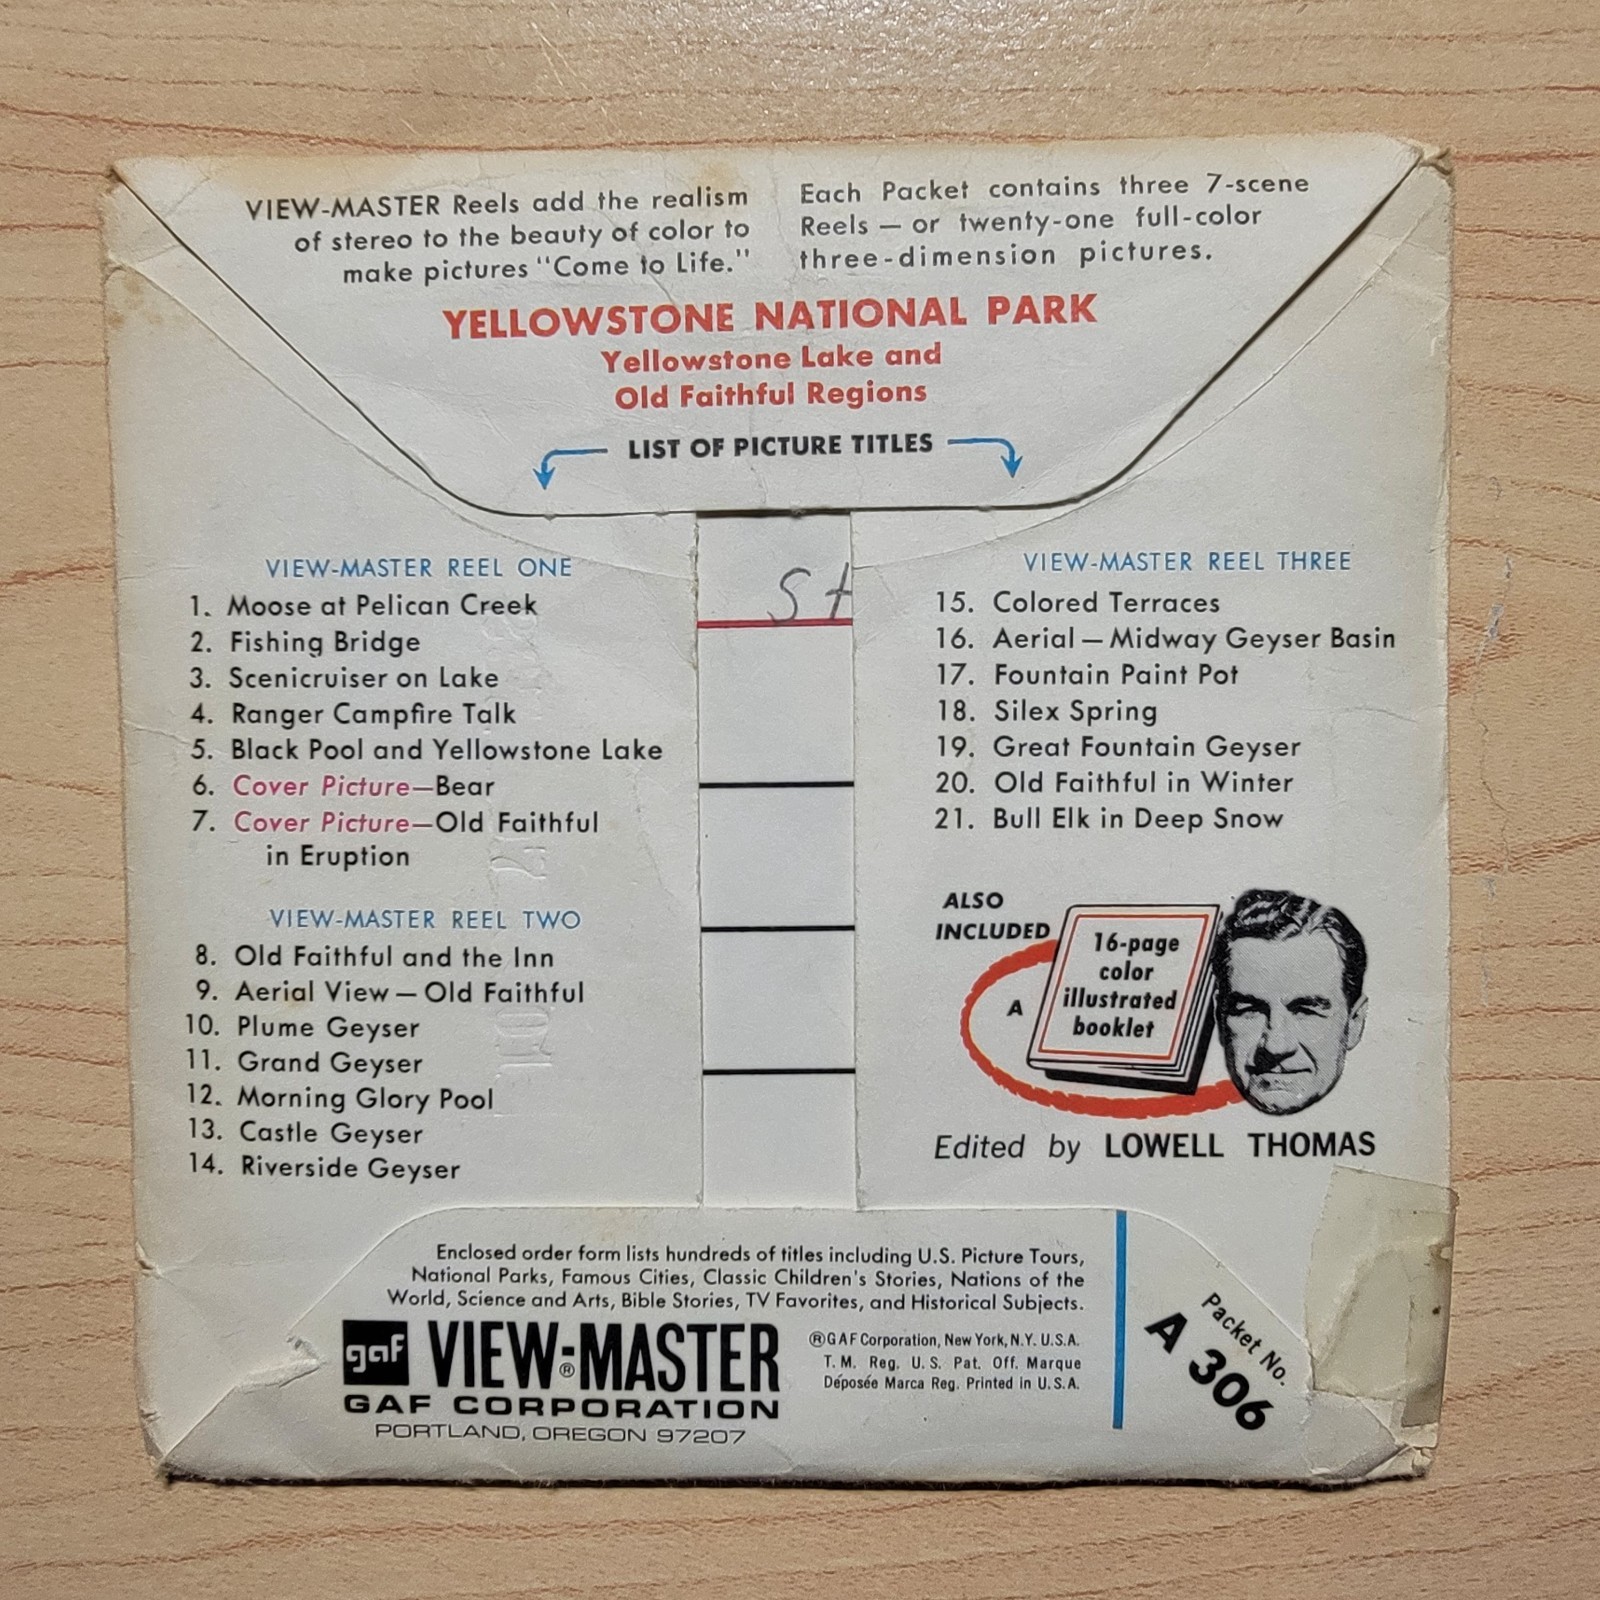 VIEW-MASTER Reels add the realism
of stereo to the beauty of color to
make pictures "Come to Life."
Each Packet contains three 7-scene
Reels — or twenty-one full-color
three-dimension pictures.
YELLOWSTONE NATIONAL PARK
Yellowstone Lake and
Old Faithful Regions
LIST OF PICTURE TITLES
VIEW-MASTER REEL ONE
1. Moose at Pelican Creek
2. Fishing Bridge
3. Scenicruiser on Lake
4. Ranger Campfire Talk
5. Black Pool and Yellowstone Lake
6. Cover Picture—Bear
7. Cover Picture—Old Faithful
in Eruption
VIEW-MASTER REEL TWO
8. Old Faithful and the Inn
9. Aerial View — Old Faithful
10. Plume Geyser
11. Grand Geyser
12. Morning Glory Pool
13. Castle Geyser
14. Riverside Geyser
St
VIEW-MASTER REEL THREE
15. Colored Terraces
16. Aerial — Midway Geyser Basin
17. Fountain Paint Pot
18. Silex Spring
19. Great Fountain Geyser
20. Old Faithful in Winter
21. Bull Elk in Deep Snow
ALSO
INCLUDED
A
16-page
color
illustrated
booklet
Edited by LOWELL THOMAS
Enclosed order form lists hundreds of titles including U.S. Picture Tours,
National Parks, Famous Cities, Classic Children's Stories, Nations of the
World, Science and Arts, Bible Stories, TV Favorites, and Historical Subjects.
gaf VIEW-MASTER®
GAF CORPORATION
PORTLAND, OREGON 97207
®GAF Corporation, New York, N.Y. U.S.A.
T. M. Reg. U. S. Pat. Off. Marque
Déposée Marca Reg. Printed in U. S. A.
Packet No.
A 306